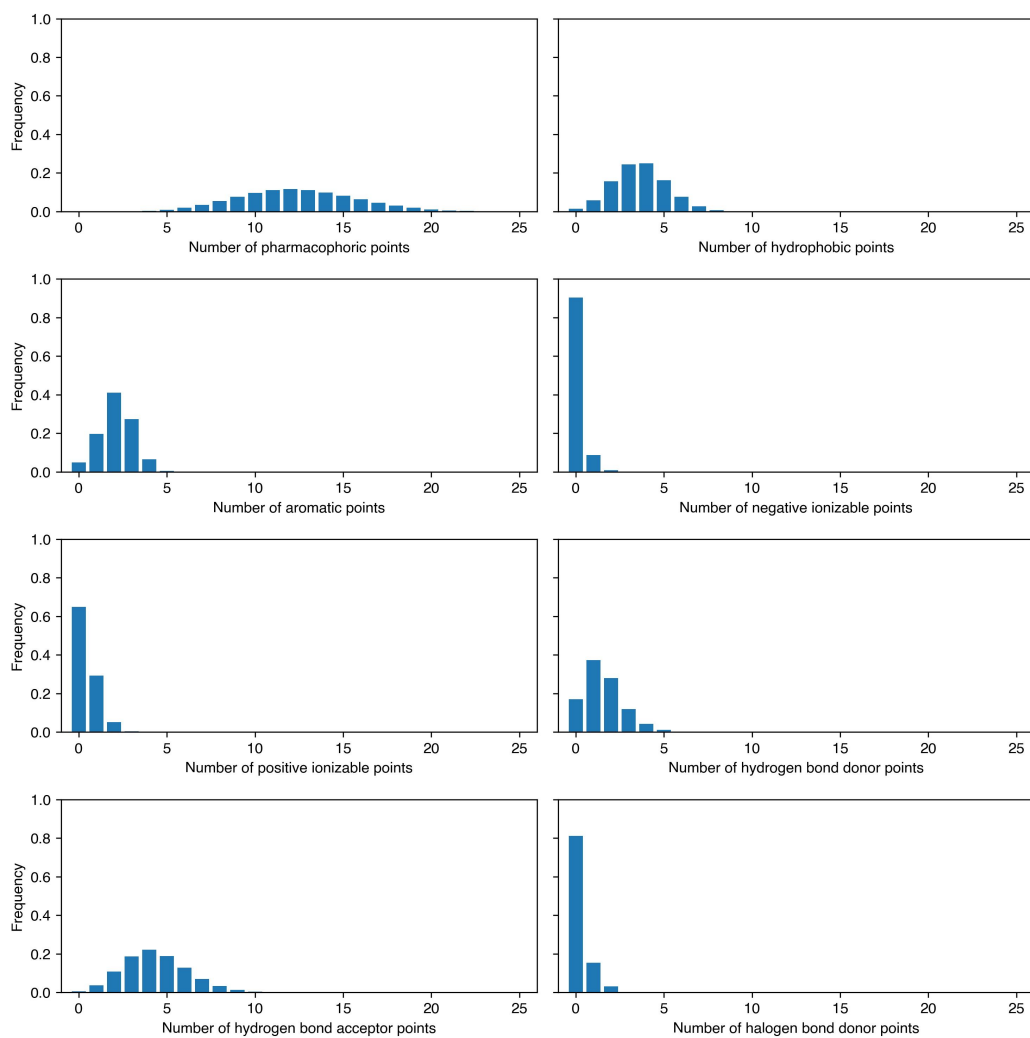 1.0
0.8
0.6
0.4
0.2
0.0
Frequency
0 5 10 15 20 25
Number of pharmacophoric points
0 5 10 15 20 25
Number of hydrophobic points
1.0
0.8
0.6
0.4
0.2
0.0
Frequency
0 5 10 15 20 25
Number of aromatic points
0 5 10 15 20 25
Number of negative ionizable points
1.0
0.8
0.6
0.4
0.2
0.0
Frequency
0 5 10 15 20 25
Number of positive ionizable points
0 5 10 15 20 25
Number of hydrogen bond donor points
1.0
0.8
0.6
0.4
0.2
0.0
Frequency
0 5 10 15 20 25
Number of hydrogen bond acceptor points
0 5 10 15 20 25
Number of halogen bond donor points